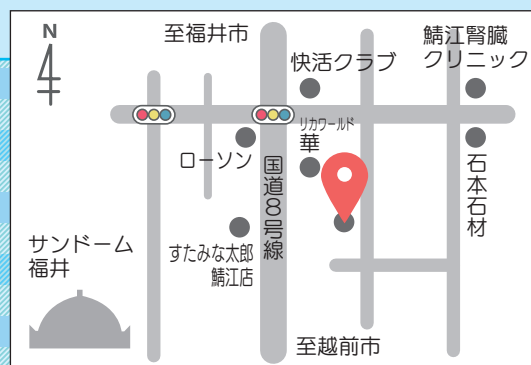 N
至福井市
鯖江腎臓
クリニック
快活クラブ
リカワールド
華
ローソン
国道8号線
石本石材
サンドーム
福井
すたみな太郎
鯖江店
至越前市